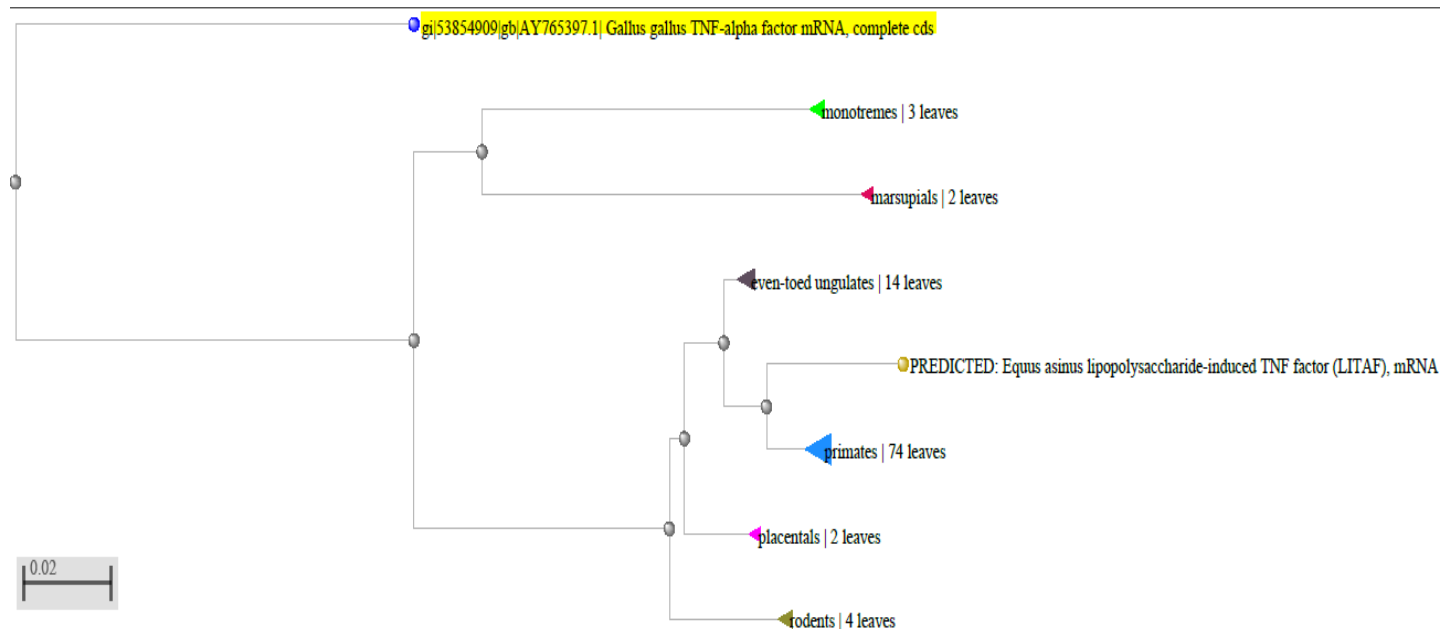 gi|53854909|gb|AY765397.1| Gallus gallus TNF-alpha factor mRNA, complete cds
monotremes | 3 leaves
marsupials | 2 leaves
even-toed ungulates | 14 leaves
PREDICTED: Equus asinus lipopolysaccharide-induced TNF factor (LITAF), mRNA
primates | 74 leaves
placentals | 2 leaves
0.02
rodents | 4 leaves